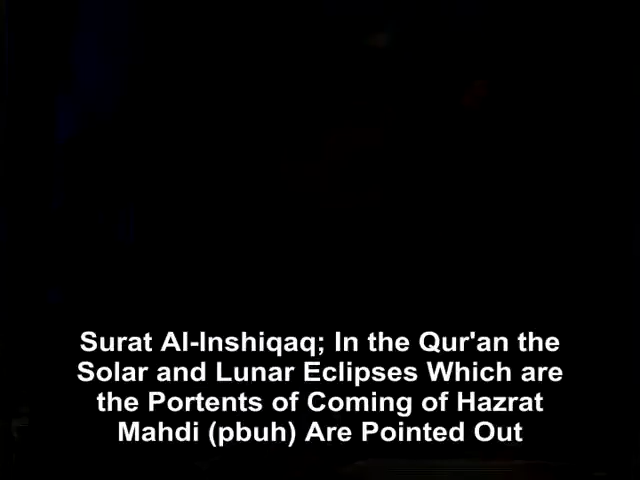 Surat Al-Inshiqaq; In the Qur'an the
Solar and Lunar Eclipses Which are
the Portents of Coming of Hazrat
Mahdi (pbuh) Are Pointed Out